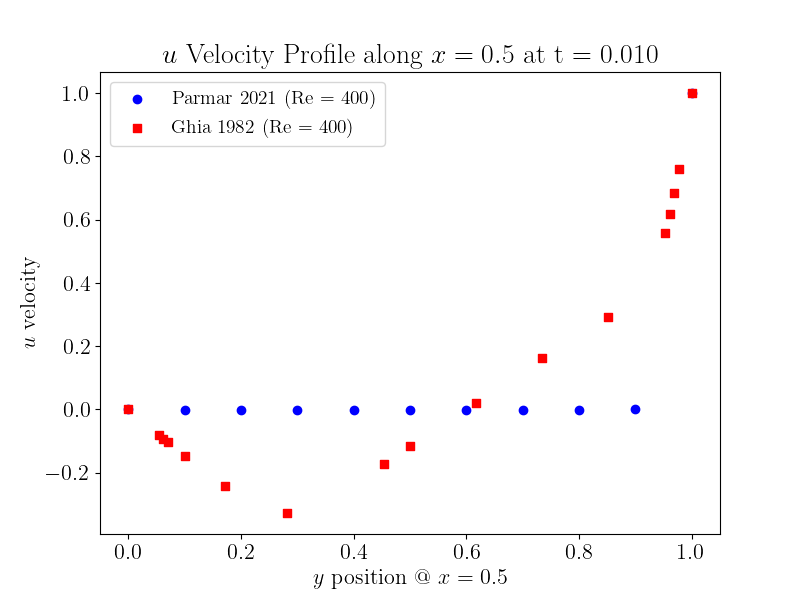 u Velocity Profile along x = 0.5 at t = 0.010
Parmar 2021 (Re = 400)
Ghia 1982 (Re = 400)
1.0
0.8
0.6
0.4
0.2
0.0
−0.2
u velocity
0.0 0.2 0.4 0.6 0.8 1.0
y position @ x = 0.5